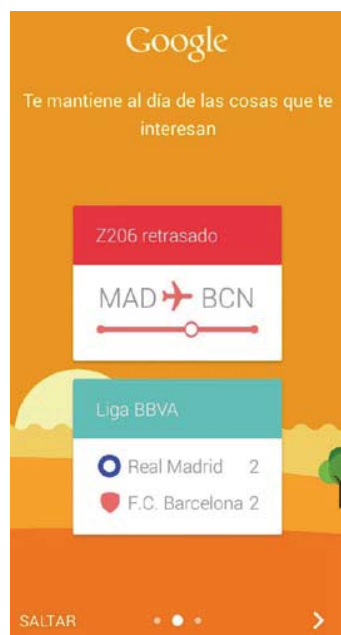 Google
Te mantiene al día de las cosas que te
interesan
Z206 retrasado
MAD BCN
Liga BBVA
Real Madrid 2
F.C. Barcelona 2
SALTAR